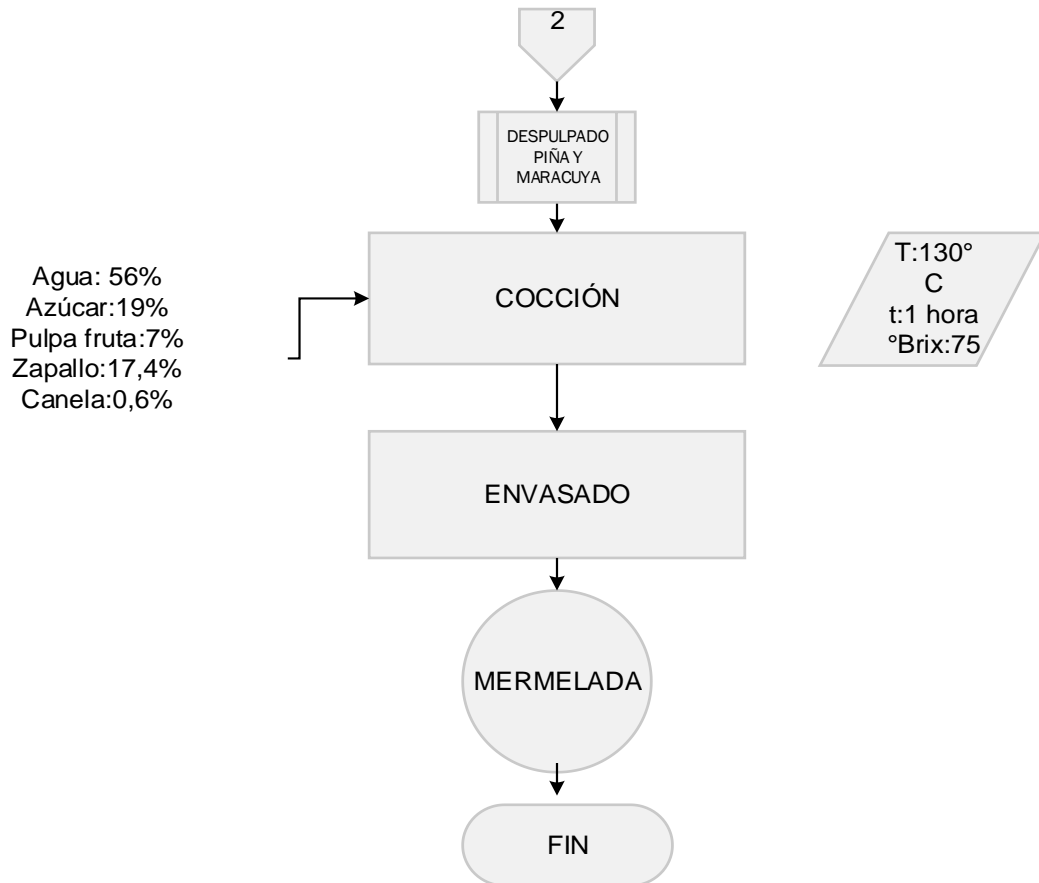 2
DESPULPADO
PIÑA Y
MARACUYA
Agua: 56%
Azúcar:19%
Pulpa fruta:7%
Zapallo:17,4%
Canela:0,6%
COCCIÓN
T:130°
C
t:1 hora
°Brix:75
ENVASADO
MERMELADA
FIN